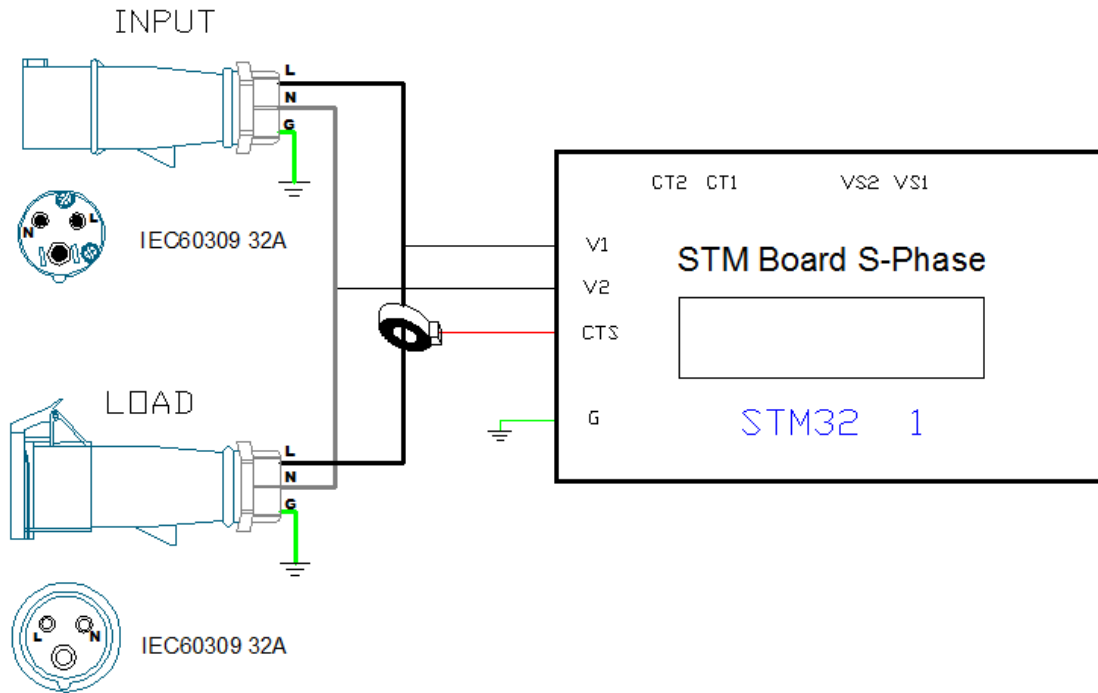 INPUT
L
N
G
N
L
IEC60309 32A
LOAD
L
N
G
L
N
IEC60309 32A
CT2 CT1 VS2 VS1
V1
STM Board S-Phase
V2
CTS
G
STM32 1